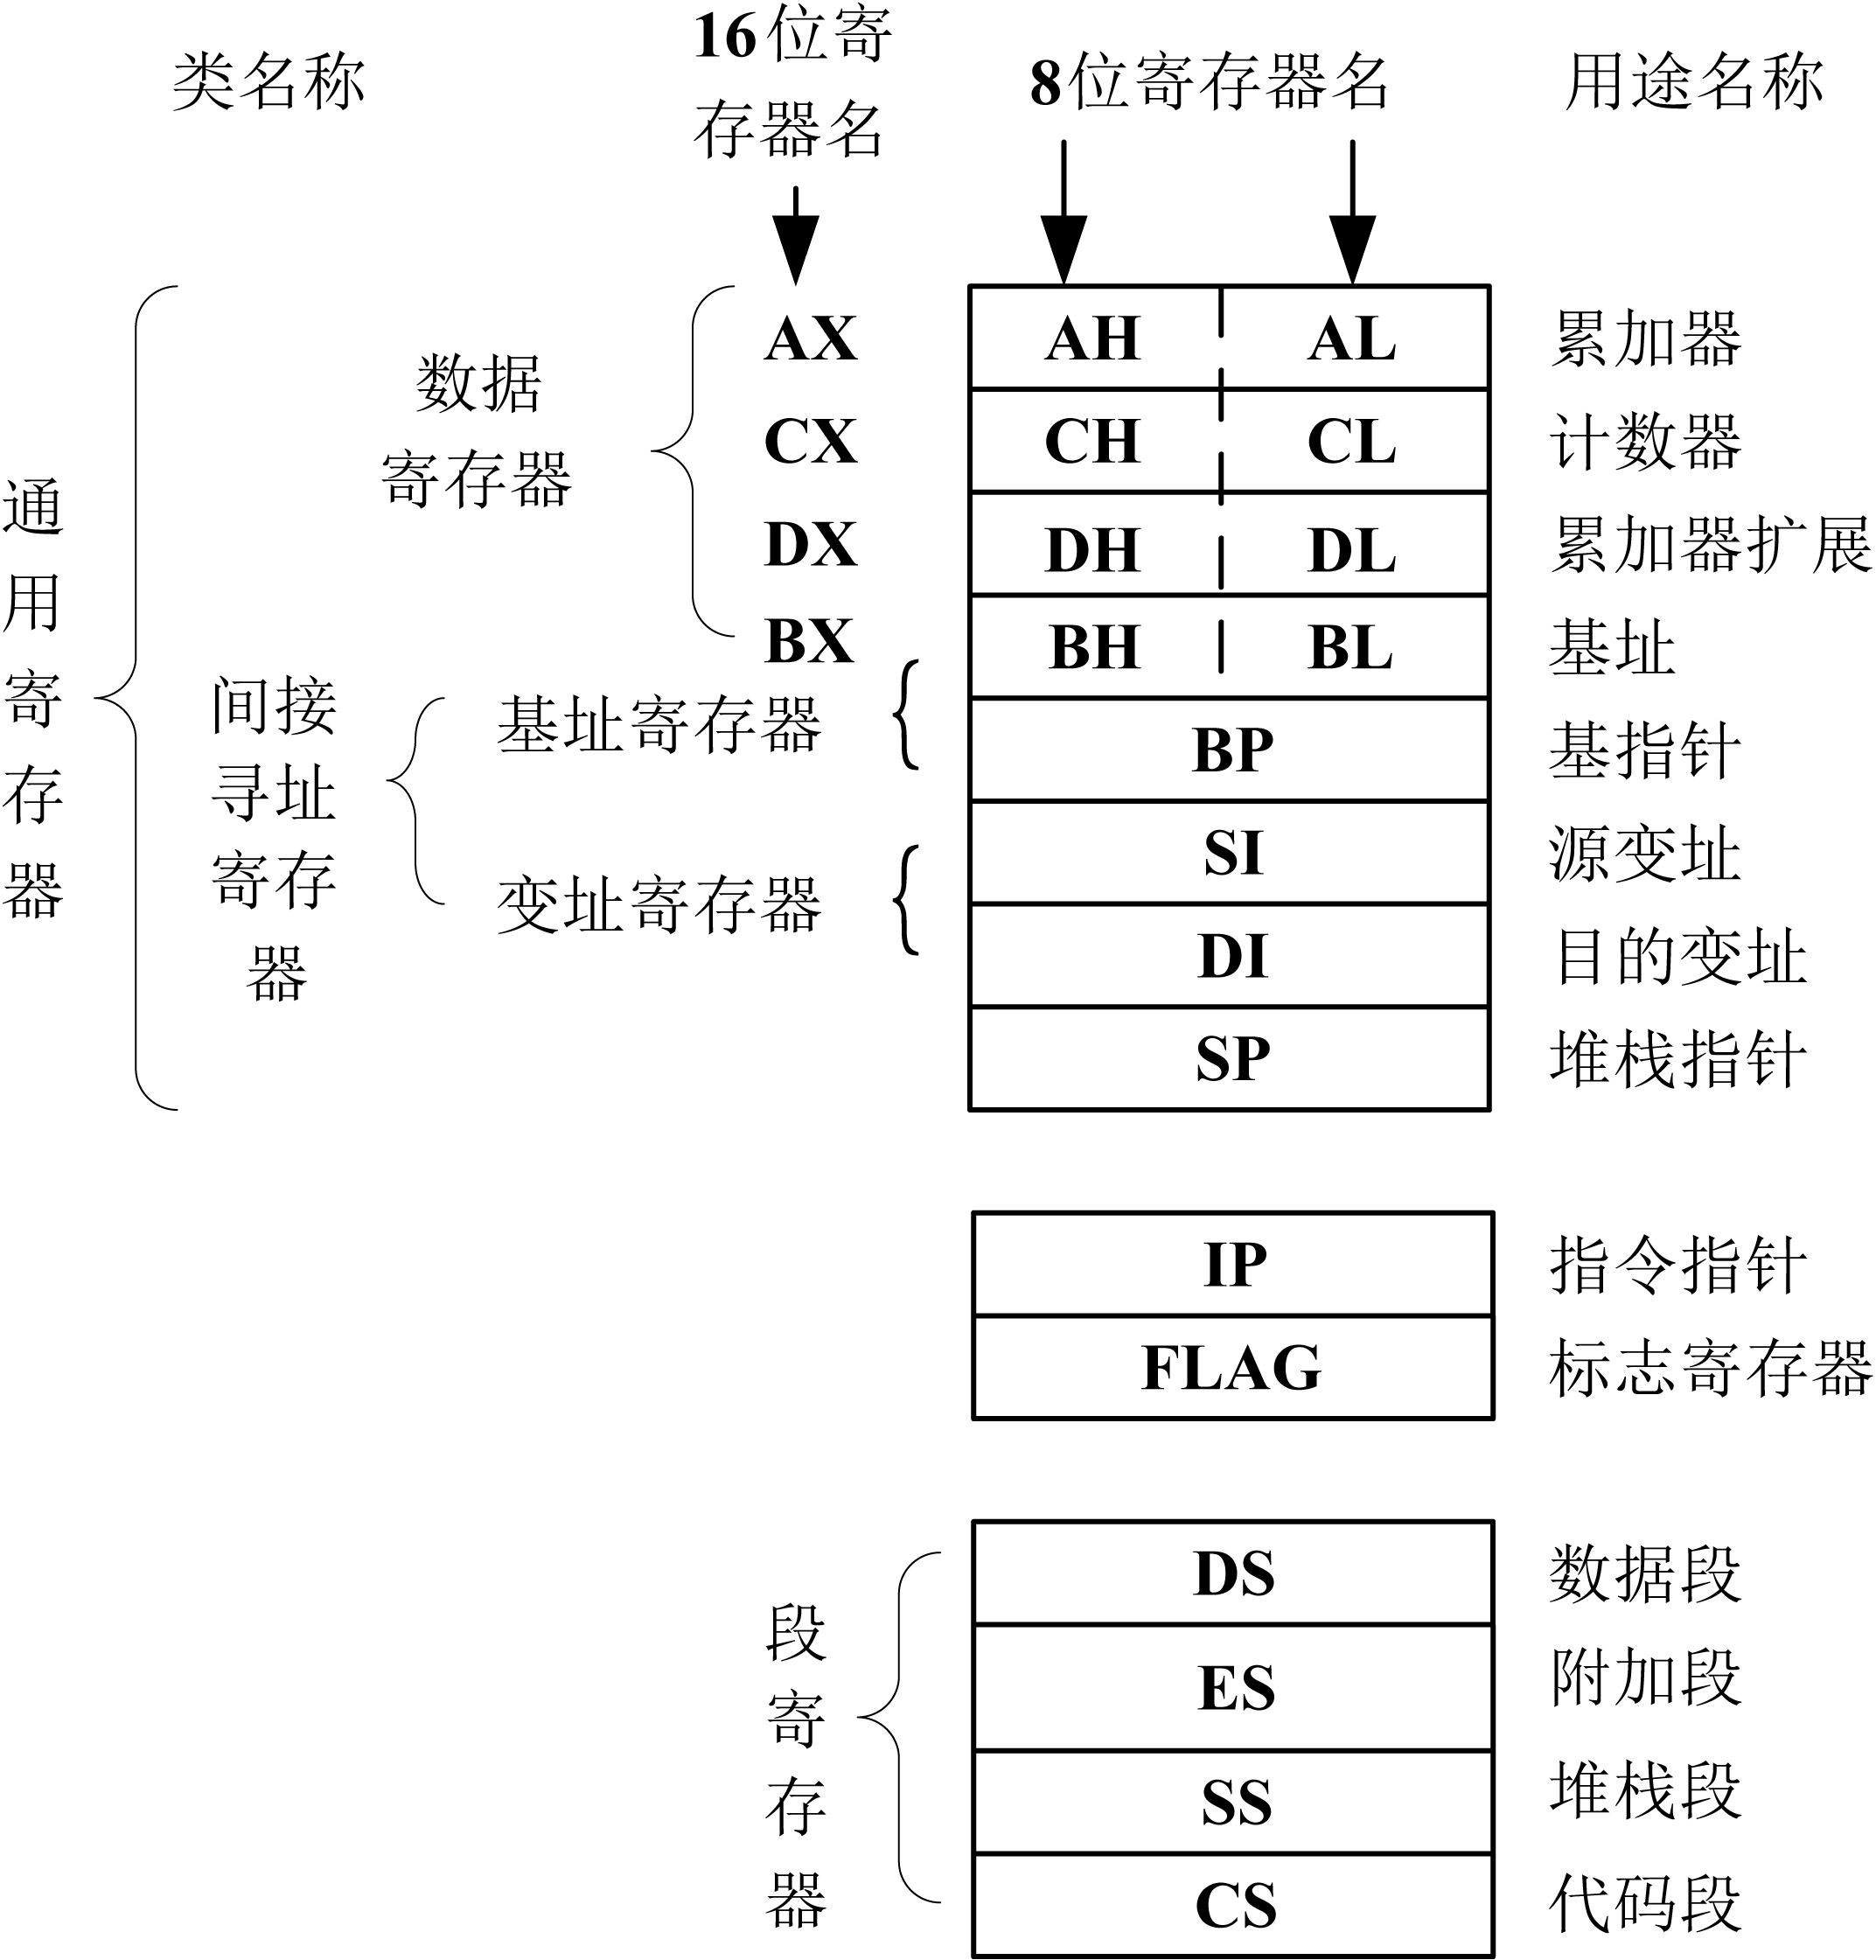 类名称
16位寄
存器名
8位寄存器名
用途名称
通
用
寄
存
器
数据
寄存器
间接
寻址
寄存
器
基址寄存器
变址寄存器
AX AH AL 累加器
CX CH CL 计数器
DX DH DL 累加器扩展
BX BH BL 基址
BP 基指针
SI 源变址
DI 目的变址
SP 堆栈指针
IP 指令指针
FLAG 标志寄存器
段
寄
存
器
DS 数据段
ES 附加段
SS 堆栈段
CS 代码段